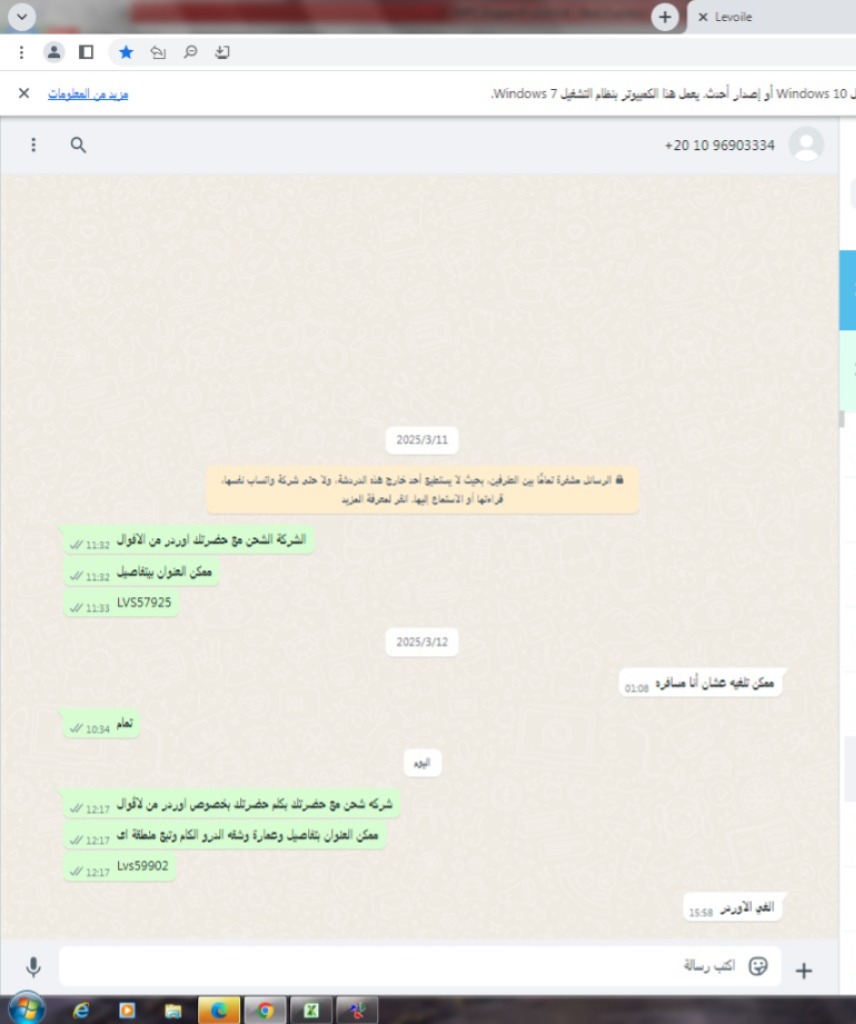 Levoile
Windows 10 أو إصدار أحدث. يعمل هذا الكمبيوتر بنظام التشغيل Windows 7.
مزيد من المعلومات
+20 10 96903334
2025/3/11
الرسائل مشفرة تمامًا بين الطرفين، بحيث لا يستطيع أحد خارج هذه الدردشة، ولا حتى شركة واتساب نفسها،
قراءتها أو الاستماع إليها. انقر لمعرفة المزيد
الشركة الشحن مع حضرتك اوردر من الافوال 11:32
ممكن العنوان بيتفاصيل 11:32
LVS57925 11:33
2025/3/12
ممكن تلغيه عشان أنا مسافره 01:08
تمام 10:34
اليوم
شركه شحن مع حضرتك بكلم حضرتك بخصوص اوردر من لاڤوال 12:17
ممكن العنوان بتفاصيل وعمارة وشقه الدرو الكام وتبع منطقة اى 12:17
Lvs59902 12:17
الغي الاوردر 15:58
اكتب رسالة